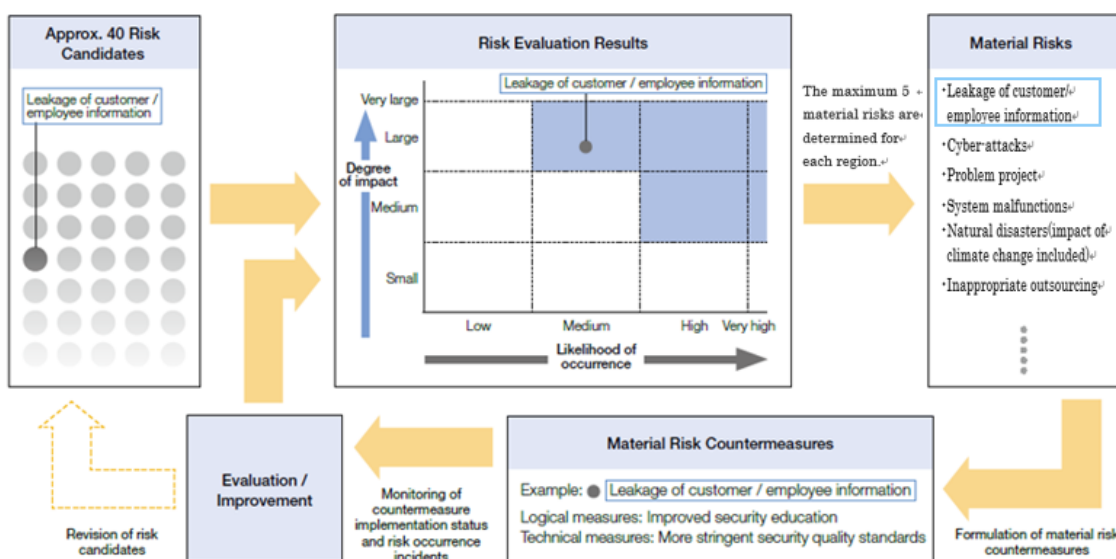 Approx. 40 Risk
Candidates
Leakage of customer /
employee information
Risk Evaluation Results
Leakage of customer / employee information
Very large
Large
Degree
of impact
Medium
Small
Low
Medium
High
Very high
Likelihood of
occurrence
The maximum 5 ↵
material risks are↵
determined for↵
each region.↵
Material Risks
・Leakage of customer/↵
employee information↵
・Cyber-attacks↵
・Problem project↵
・System malfunctions↵
・Natural disasters(impact of↵
climate change included)↵
・Inappropriate outsourcing↵
Revision of risk
candidates
Evaluation /
Improvement
Monitoring of
countermeasure
implementation status
and risk occurrence
incidents
Material Risk Countermeasures
Example: ● Leakage of customer / employee information
Logical measures: Improved security education
Technical measures: More stringent security quality standards
Formulation of material risk
countermeasures